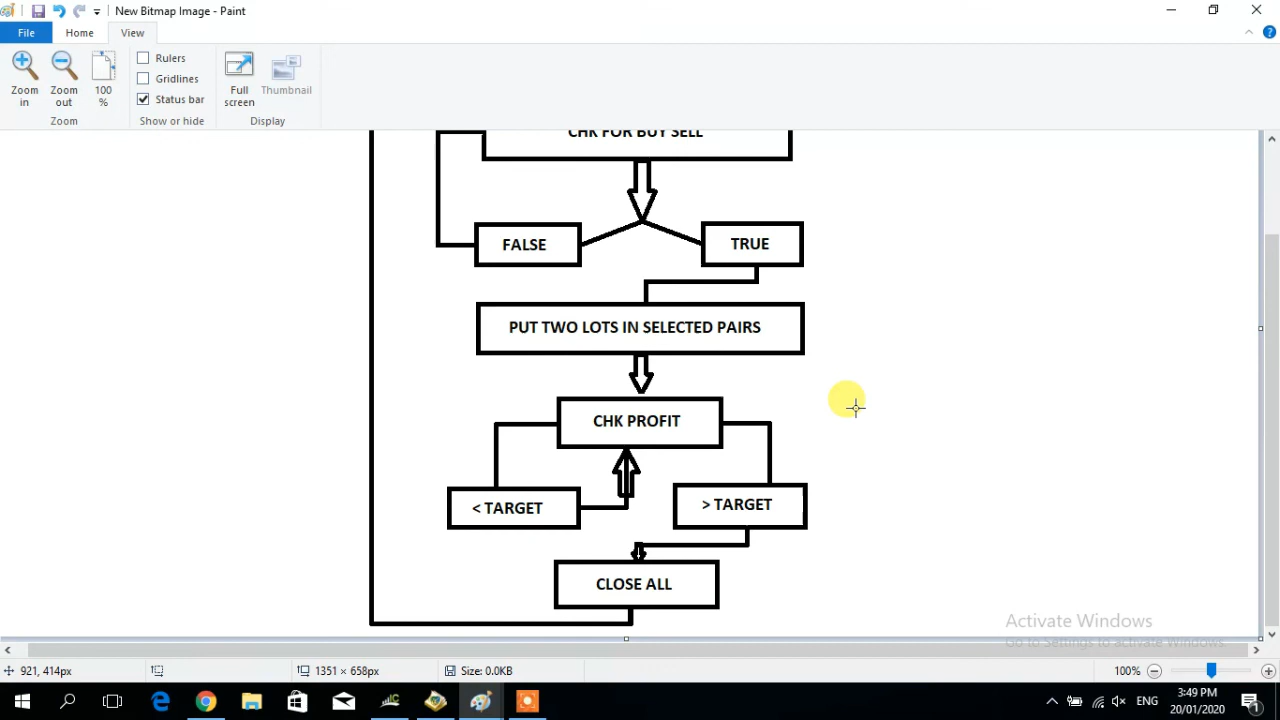 New Bitmap Image - Paint
File Home View
Zoom in
Zoom out
100 %
Rulers
Gridlines
Status bar
Full screen
Thumbnail
Zoom
Show or hide
Display
CHK FOR BUY SELL
FALSE
TRUE
PUT TWO LOTS IN SELECTED PAIRS
CHK PROFIT
< TARGET
> TARGET
CLOSE ALL
Activate Windows
Go to Settings to activate Windows.
921, 414px
1351 × 658px
Size: 0.0KB
100%
ENG
3:49 PM
20/01/2020